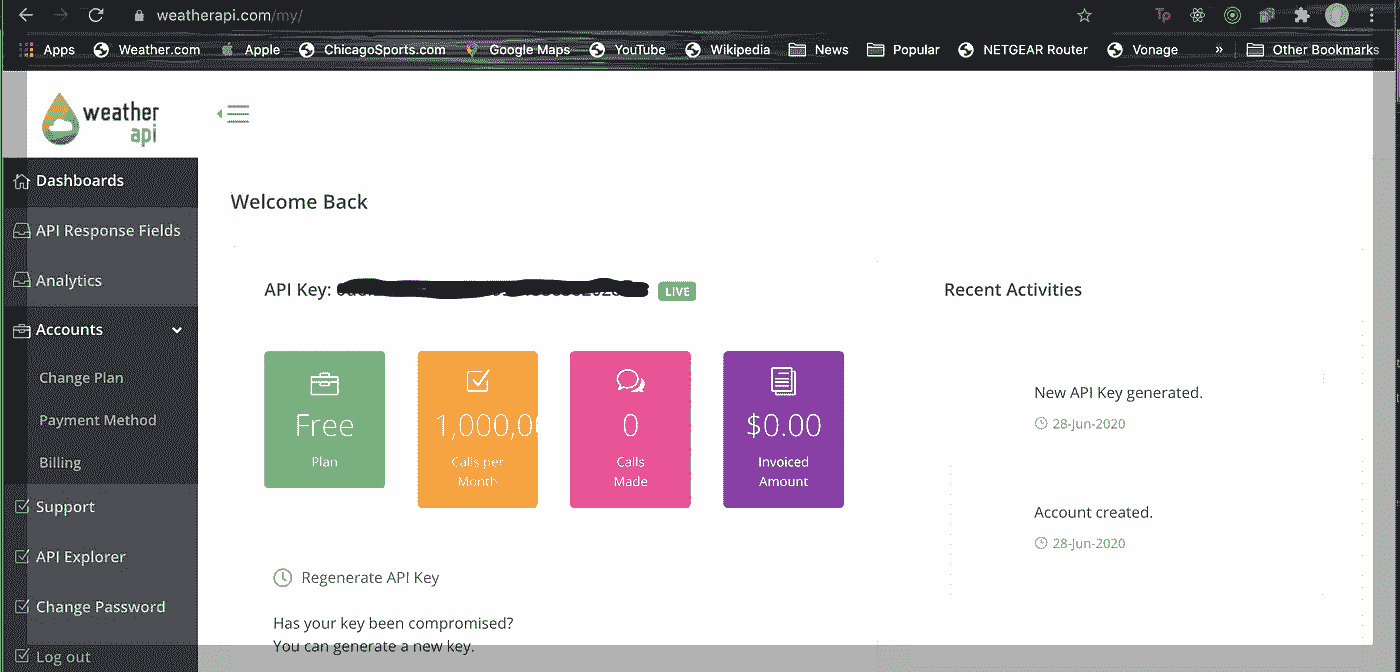 weatherapi.com/my/
Tp
Apps Weather.com Apple ChicagoSports.com Google Maps YouTube Wikipedia News Popular NETGEAR Router Vonage » Other Bookmarks
weather
api
Dashboards
API Response Fields
Analytics
Accounts
Change Plan
Payment Method
Billing
Support
API Explorer
Change Password
Log out
Welcome Back
API Key:
LIVE
Free
Plan
1,000,0
Calls per
Month
0
Calls
Made
$0.00
Invoiced
Amount
Regenerate API Key
Has your key been compromised?
You can generate a new key.
Recent Activities
New API Key generated.
28-Jun-2020
Account created.
28-Jun-2020